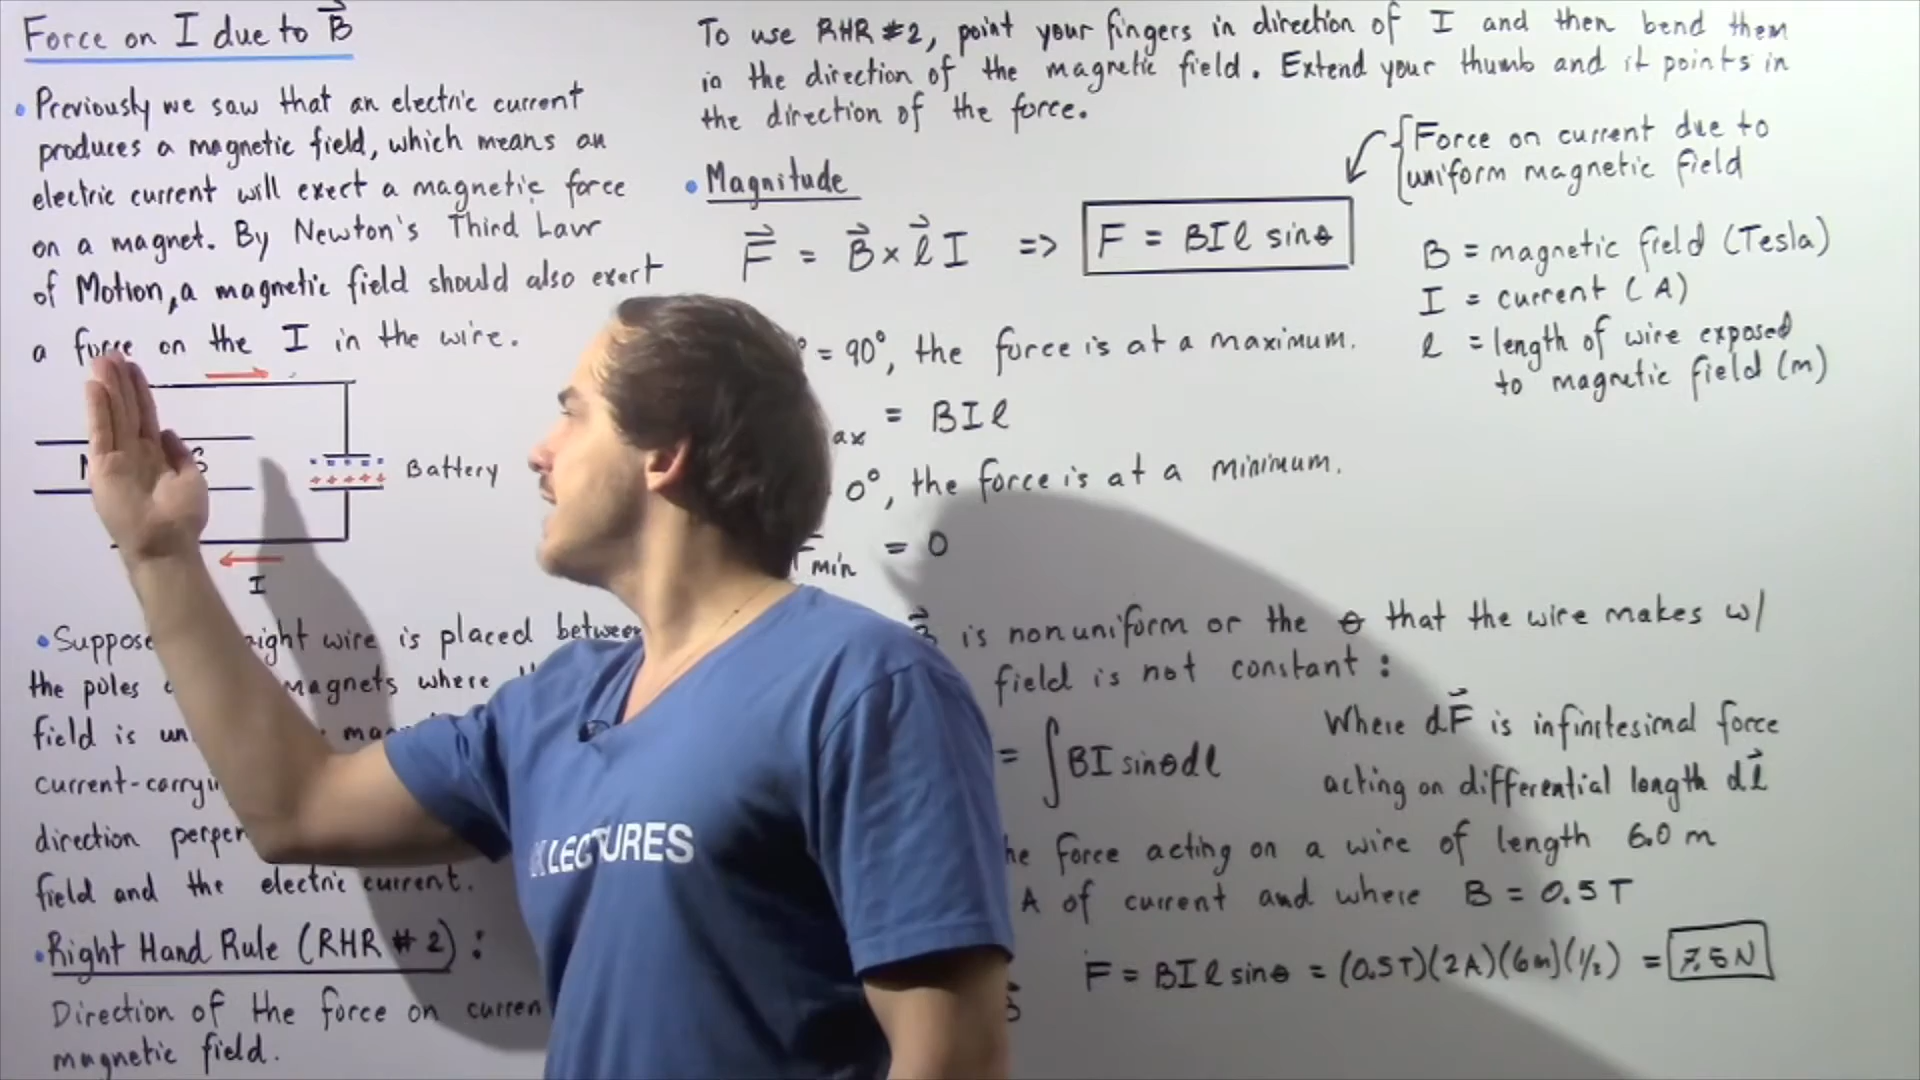 Force on I due to B
• Previously we saw that an electric current
produces a magnetic field, which means an
electric current will exert a magnetic force
on a magnet. By Newton's Third Law
of Motion, a magnetic field should also exert
a force on the I in the wire.
S
Battery
I
• Suppose ight wire is placed between
the poles magnets where
field is
current-
direction
field and the electric current.
• Right Hand Rule (RHR #2):
Direction of the force on
magnetic field.
To use RHR #2, point your fingers in direction of I and then bend them
in the direction of the magnetic field. Extend your thumb and it points in
the direction of the force.
• Magnitude
F = B x l I => F = BIl sinθ
{Force on current due to
uniform magnetic field
B = magnetic field (Tesla)
I = current (A)
l = length of wire exposed
to magnetic field (m)
= 90°, the force is at a maximum.
ax = BIl
0°, the force is at a minimum.
min = 0
is nonuniform or the θ that the wire makes w/
field is not constant:
= ∫BI sinθdl
Where dF is infinitesimal force
acting on differential length dl
he force acting on a wire of length 6.0 m
A of current and where B = 0.5 T
F = BIl sinθ = (0.5T)(2A)(6m)(1/2) =
LECTURES